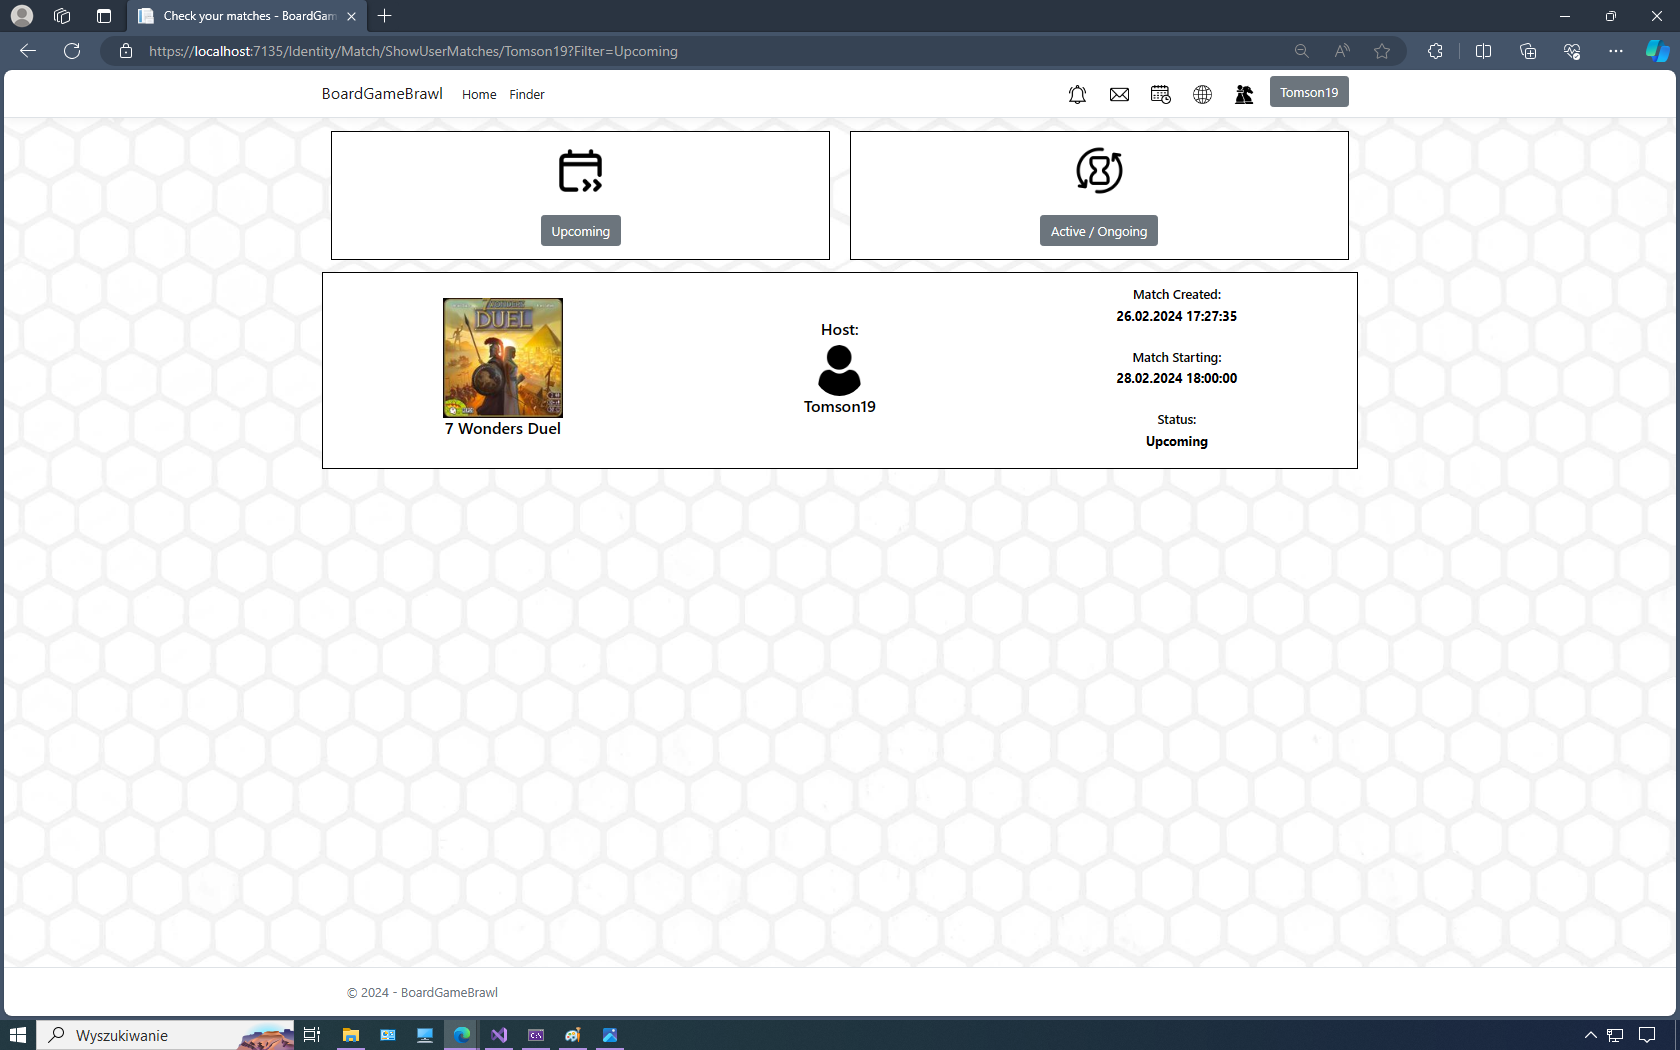 Check your matches - BoardGam
https://localhost:7135/Identity/Match/ShowUserMatches/Tomson19?Filter=Upcoming
BoardGameBrawl
Home
Finder
Tomson19
Upcoming
Active / Ongoing
DUEL
7 Wonders Duel
Host:
Tomson19
Match Created:
26.02.2024 17:27:35
Match Starting:
28.02.2024 18:00:00
Status:
Upcoming
© 2024 - BoardGameBrawl
Wyszukiwanie